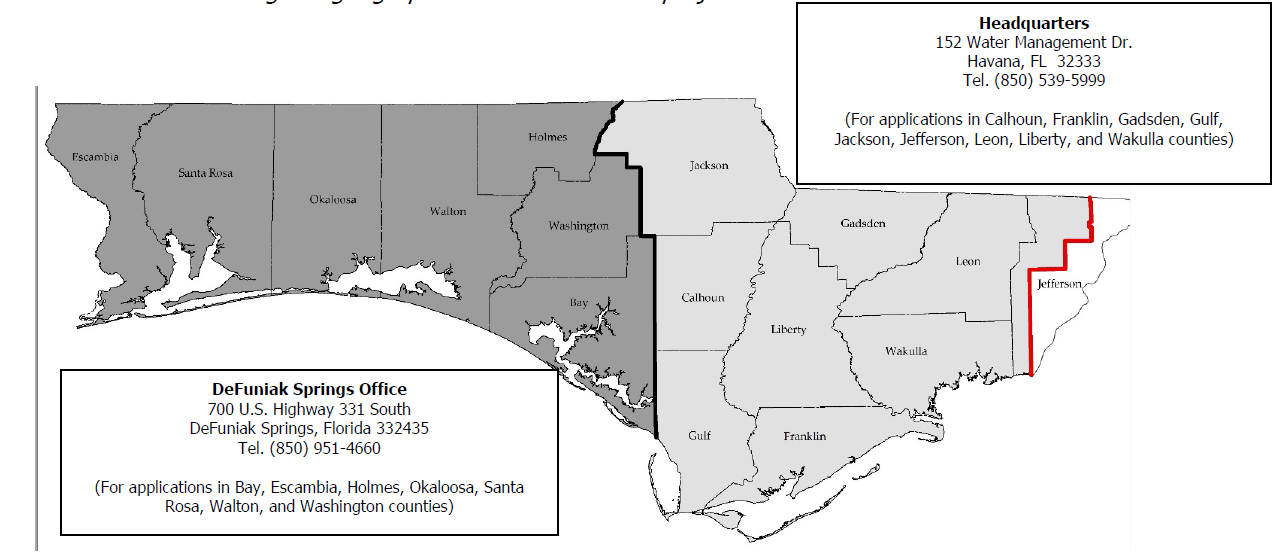 Headquarters
152 Water Management Dr.
Havana, FL 32333
Tel. (850) 539-5999
(For applications in Calhoun, Franklin, Gadsden, Gulf,
Jackson, Jefferson, Leon, Liberty, and Wakulla counties)
Holmes
Escambia
Santa Rosa
Jackson
Okaloosa
Walton
Washington
Gadsden
Leon
Jefferson
Bay
Calhoun
Liberty
Wakulla
Gulf
Franklin
DeFuniak Springs Office
700 U.S. Highway 331 South
DeFuniak Springs, Florida 332435
Tel. (850) 951-4660
(For applications in Bay, Escambia, Holmes, Okaloosa, Santa
Rosa, Walton, and Washington counties)